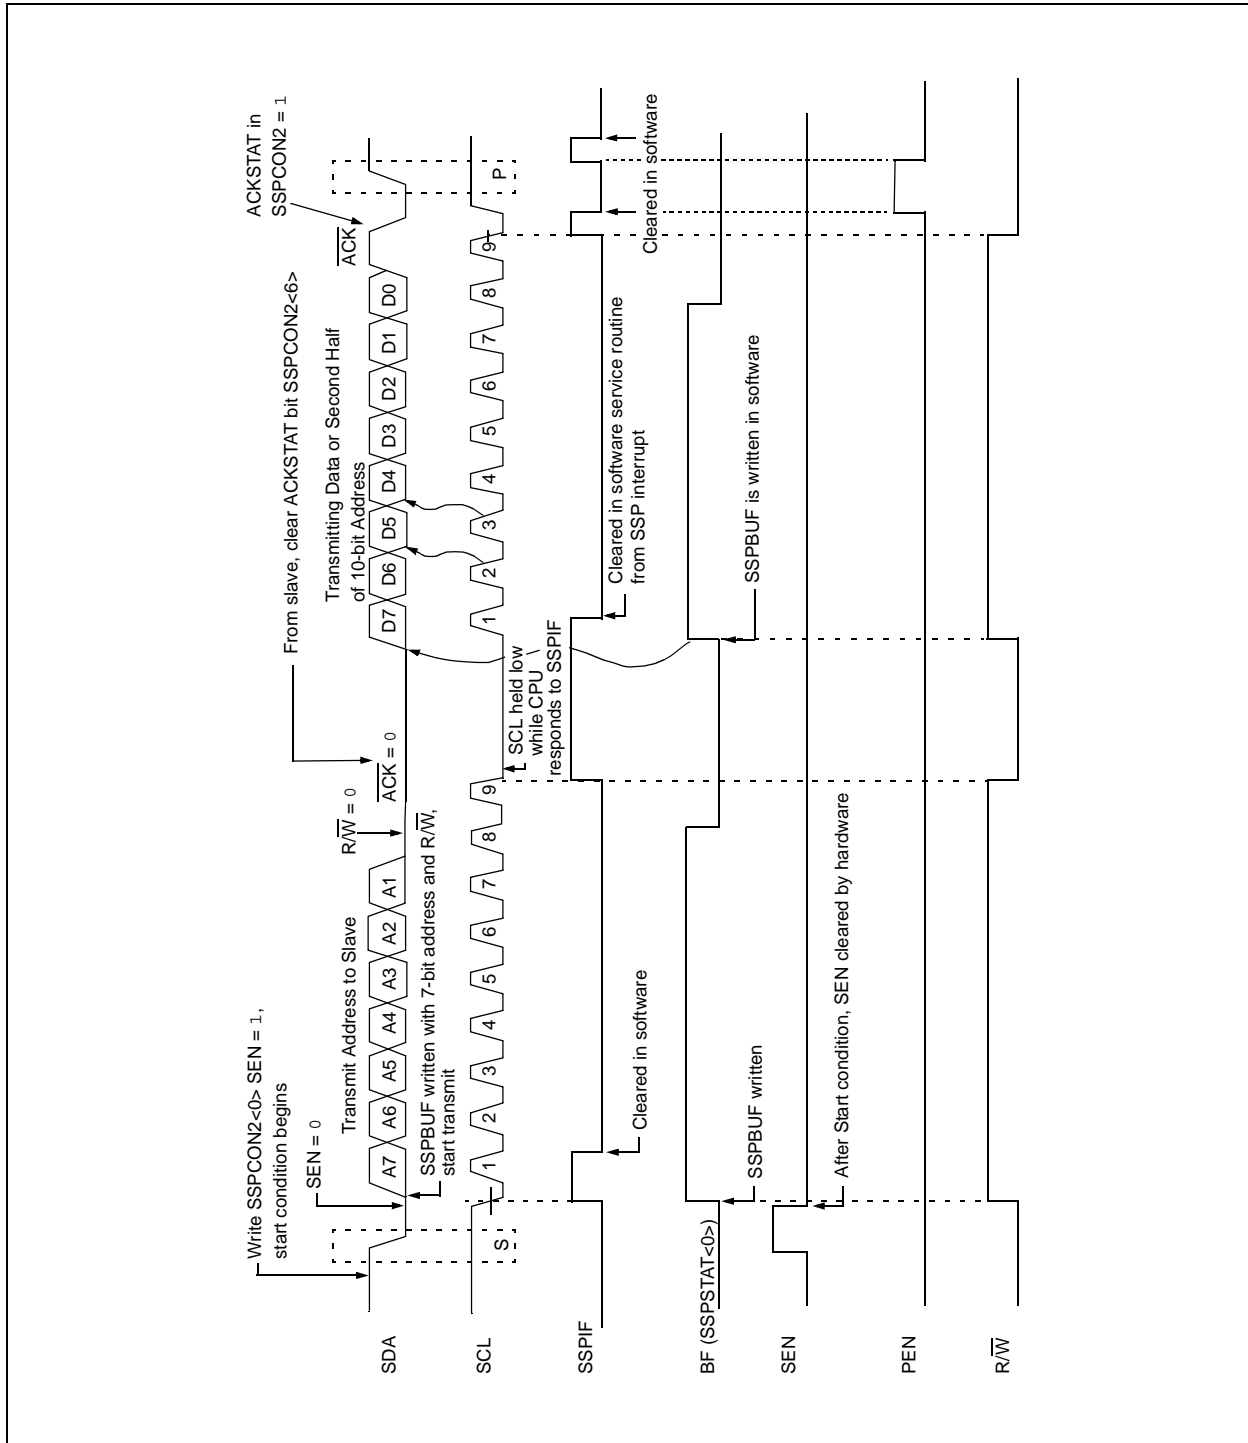 Write SSPCON2<0> SEN = 1,
start condition begins
SEN = 0
Transmit Address to Slave
R/W = 0
From slave, clear ACKSTAT bit SSPCON2<6>
ACK = 0
Transmitting Data or Second Half
of 10-bit Address
ACKSTAT in
SSPCON2 = 1
ACK
SDA
A7 A6 A5 A4 A3 A2 A1
D7 D6 D5 D4 D3 D2 D1 D0
SSPBUF written with 7-bit address and R/W,
start transmit
SCL
S
1 2 3 4 5 6 7 8 9
1 2 3 4 5 6 7 8 9
P
SCL held low
while CPU
responds to SSPIF
SSPIF
Cleared in software
Cleared in software service routine
from SSP interrupt
Cleared in software
Cleared in software
BF (SSPSTAT<0>)
SSPBUF written
SSPBUF is written in software
SEN
After Start condition, SEN cleared by hardware
PEN
R/W